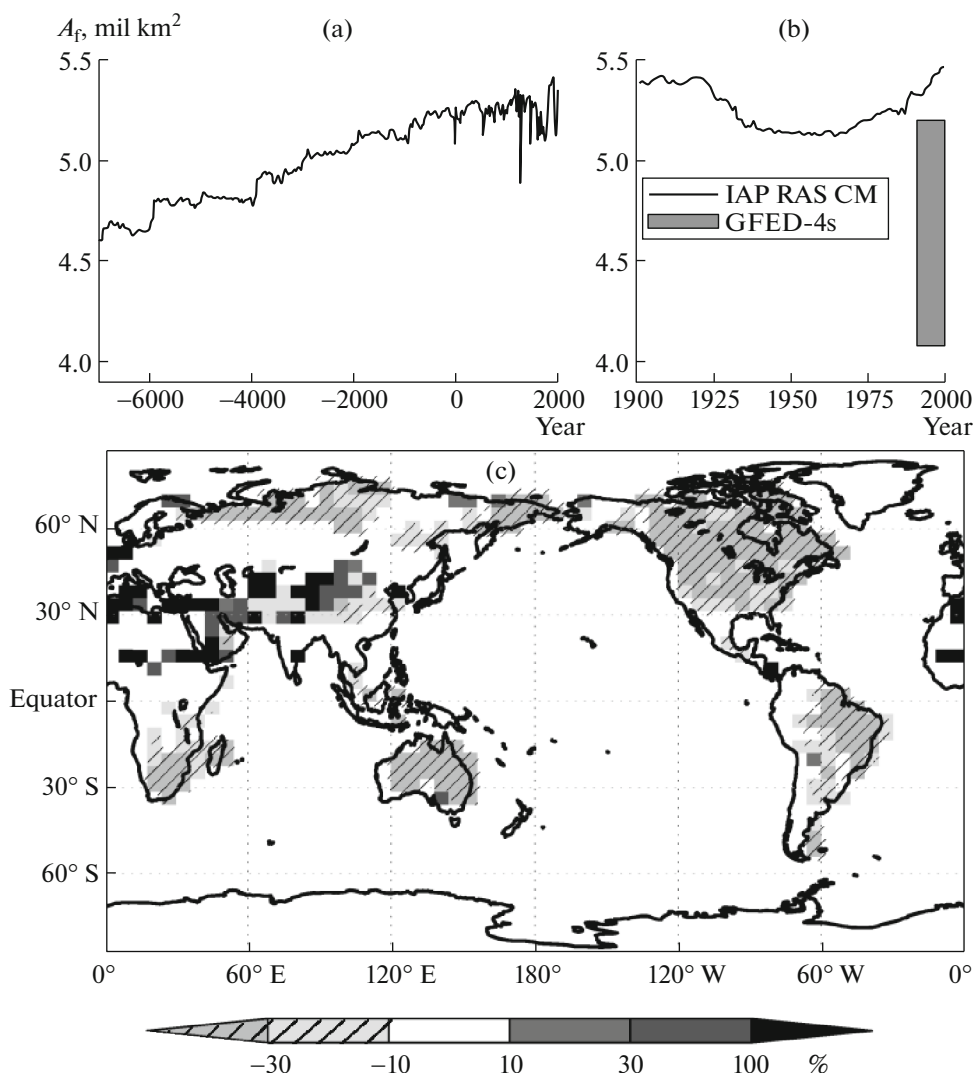 A_f, mil km²
(a)
(b)
5.5
5.0
4.5
4.0
−6000
−4000
−2000
0
2000
Year
5.5
5.0
4.5
4.0
IAP RAS CM
GFED-4s
1900
1925
1950
1975
2000
Year
(c)
60° N
30° N
Equator
30° S
60° S
0°
60° E
120° E
180°
120° W
60° W
0°
−30
−10
10
30
100
%